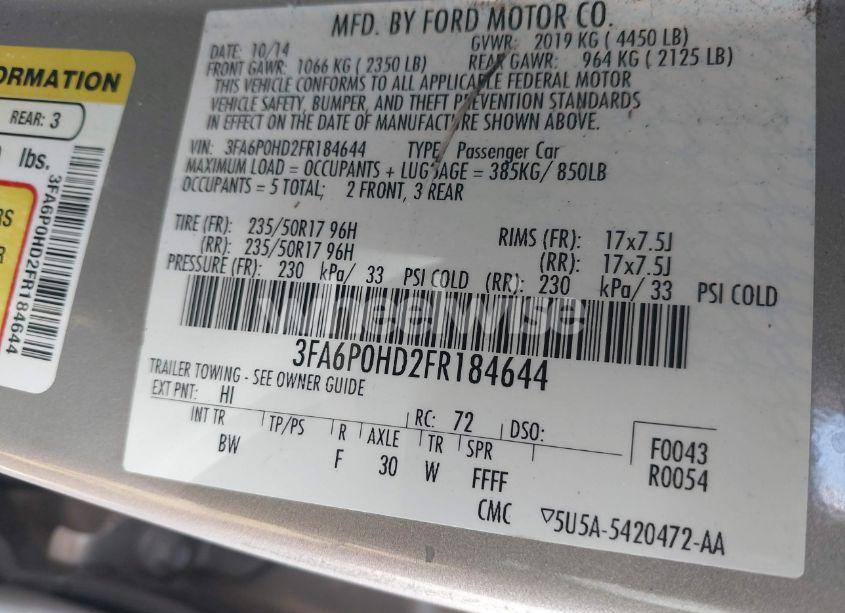 MFD. BY FORD MOTOR CO.
DATE: 10/14 GVWR: 2019 KG ( 4450 LB)
FRONT GAWR: 1066 KG ( 2350 LB) REAR GAWR: 964 KG ( 2125 LB)
THIS VEHICLE CONFORMS TO ALL APPLICABLE FEDERAL MOTOR
VEHICLE SAFETY, BUMPER, AND THEFT PREVENTION STANDARDS
IN EFFECT ON THE DATE OF MANUFACTURE SHOWN ABOVE.
VIN: 3FA6P0HD2FR184644 TYPE: Passenger Car
MAXIMUM LOAD = OCCUPANTS + LUGGAGE = 385KG/ 850LB
OCCUPANTS = 5 TOTAL; 2 FRONT, 3 REAR
TIRE (FR): 235/50R17 96H RIMS (FR): 17x7.5J
(RR): 235/50R17 96H (RR): 17x7.5J
PRESSURE (FR): 230 kPa/ 33 PSI COLD (RR): 230 kPa/ 33 PSI COLD
wheelwise
3FA6P0HD2FR184644
TRAILER TOWING - SEE OWNER GUIDE
EXT PNT: HI RC: 72 DSO:
INT TR TP/PS R AXLE TR SPR F0043
BW F 30 W FFFF R0054
CMC ▽5U5A-5420472-AA
ORMATION
REAR: 3
lbs.
RS
R
3FA6P0HD2FR184644